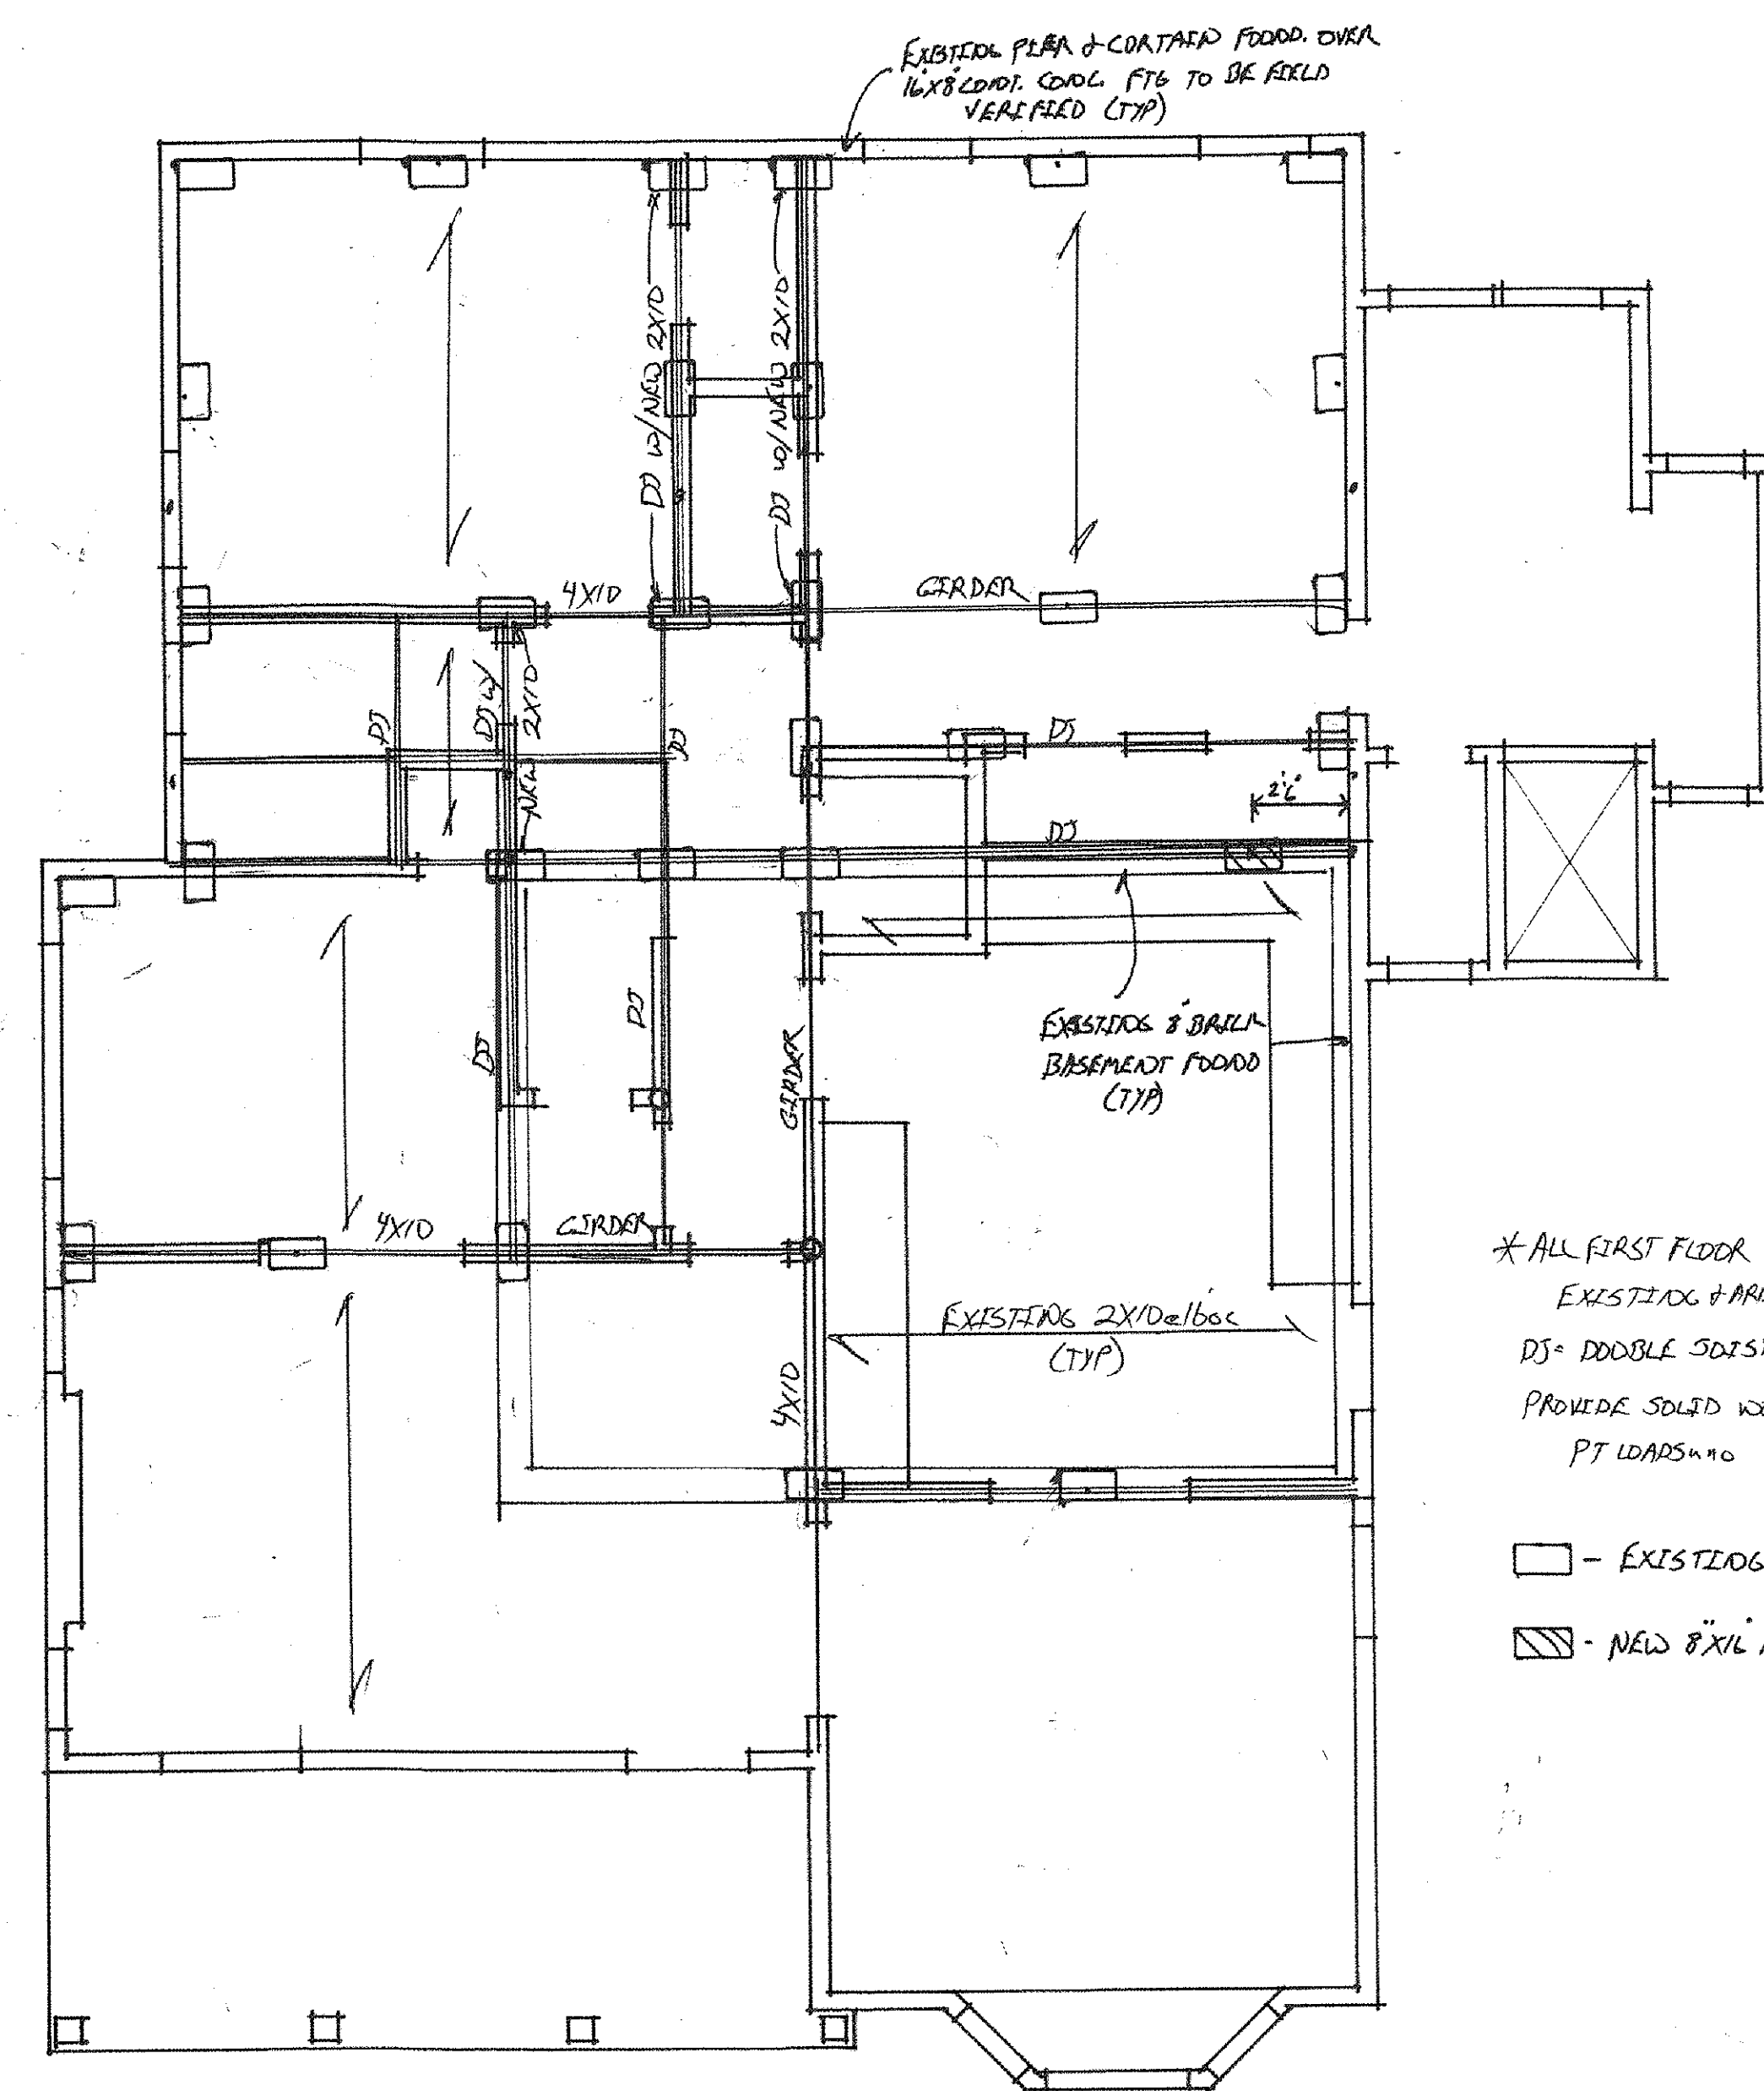 EXISTING PIER & CURTAIN FOUND. OVER
16"X8" CONT. CONC. FTG TO BE FIELD
VERIFIED (TYP)
DJ W/NEW 2X10
DJ W/NEW 2X10
4X10
GIRDER
DJ
DJ W/
NEW
2X10
DJ
DJ
2'6"
DJ
EXISTING 8" BRICK
BASEMENT FOUND
(TYP)
DJ
DJ
GIRDER
4X10
GIRDER
EXISTING 2X10@16oc
(TYP)
4X10
* ALL FIRST FLOOR
EXISTING & ARE
DJ= DOUBLE JOIST
PROVIDE SOLID
PT LOADS UNO
- EXISTING
- NEW 8"X16"